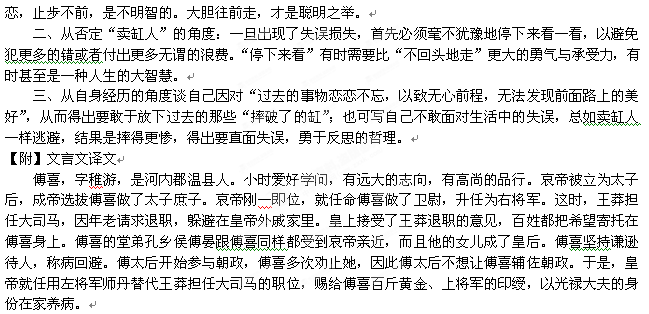 恋，止步不前，是不明智的。大胆往前走，才是聪明之举。
二、从否定“卖缸人”的角度：一旦出现了失误损失，首先必须毫不犹豫地停下来看一看，以避免
犯更多的错或者付出更多无谓的浪费。“停下来看”有时需要比“不回头地走”更大的勇气与承受力，有
时甚至是一种人生的大智慧。
三、从自身经历的角度谈自己因对“过去的事物恋恋不忘，以致无心前程，无法发现前面路上的美
好”，从而得出要敢于放下过去的那些“摔破了的缸”；也可写自己不敢面对生活中的失误，总如卖缸人
一样逃避，结果是摔得更惨，得出要直面失误，勇于反思的哲理。
【附】文言文译文
傅喜，字稚游，是河内郡温县人。小时爱好学问，有远大的志向，有高尚的品行。哀帝被立为太子
后，成帝选拔傅喜做了太子庶子。哀帝刚一即位，就任命傅喜做了卫尉，升任为右将军。这时，王莽担
任大司马，因年老请求退职，躲避在皇帝外戚家里。皇上接受了王莽退职的意见，百姓都把希望寄托在
傅喜身上。傅喜的堂弟孔乡侯傅晏跟傅喜同样都受到哀帝亲近，而且他的女儿成了皇后。傅喜坚持谦逊
待人，称病回避。傅太后开始参与朝政，傅喜多次劝止她，因此傅太后不想让傅喜辅佐朝政。于是，皇
帝就任用左将军师丹替代王莽担任大司马的职位，赐给傅喜百斤黄金、上将军的印绶，以光禄大夫的身
份在家养病。